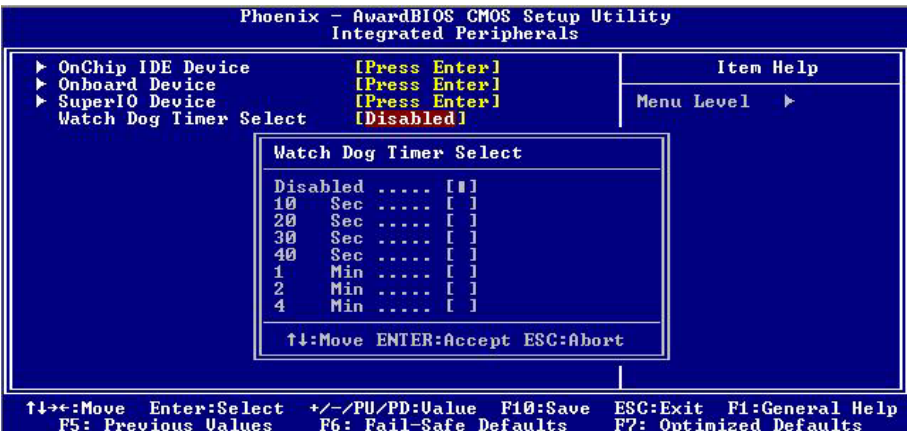 Phoenix - AwardBIOS CMOS Setup Utility
Integrated Peripherals
▶ OnChip IDE Device [Press Enter]
▶ Onboard Device [Press Enter]
▶ SuperIO Device [Press Enter]
Watch Dog Timer Select [Disabled]
Item Help
Menu Level ▶
Watch Dog Timer Select
Disabled ..... [■]
10 Sec ..... [ ]
20 Sec ..... [ ]
30 Sec ..... [ ]
40 Sec ..... [ ]
1 Min ..... [ ]
2 Min ..... [ ]
4 Min ..... [ ]
↑↓:Move ENTER:Accept ESC:Abort
↑↓→←:Move Enter:Select +/-/PU/PD:Value F10:Save ESC:Exit F1:General Help
F5: Previous Values F6: Fail-Safe Defaults F7: Optimized Defaults